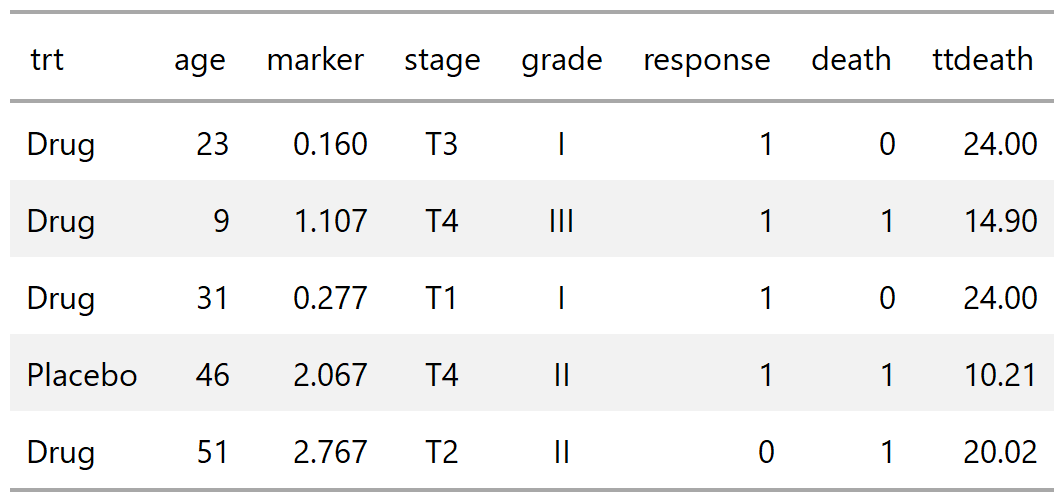 trt age marker stage grade response death ttdeath
Drug 23 0.160 T3 I 1 0 24.00
Drug 9 1.107 T4 III 1 1 14.90
Drug 31 0.277 T1 I 1 0 24.00
Placebo 46 2.067 T4 II 1 1 10.21
Drug 51 2.767 T2 II 0 1 20.02